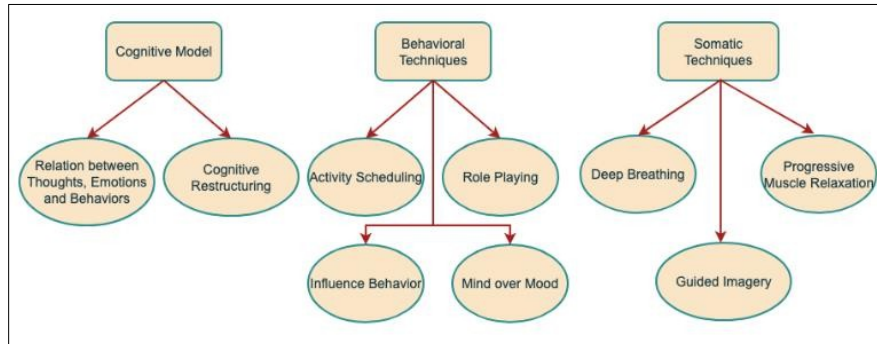 Cognitive Model
Behavioral
Techniques
Somatic
Techniques
Relation between
Thoughts, Emotions
and Behaviors
Cognitive
Restructuring
Activity Scheduling
Role Playing
Deep Breathing
Progressive
Muscle Relaxation
Influence Behavior
Mind over Mood
Guided Imagery